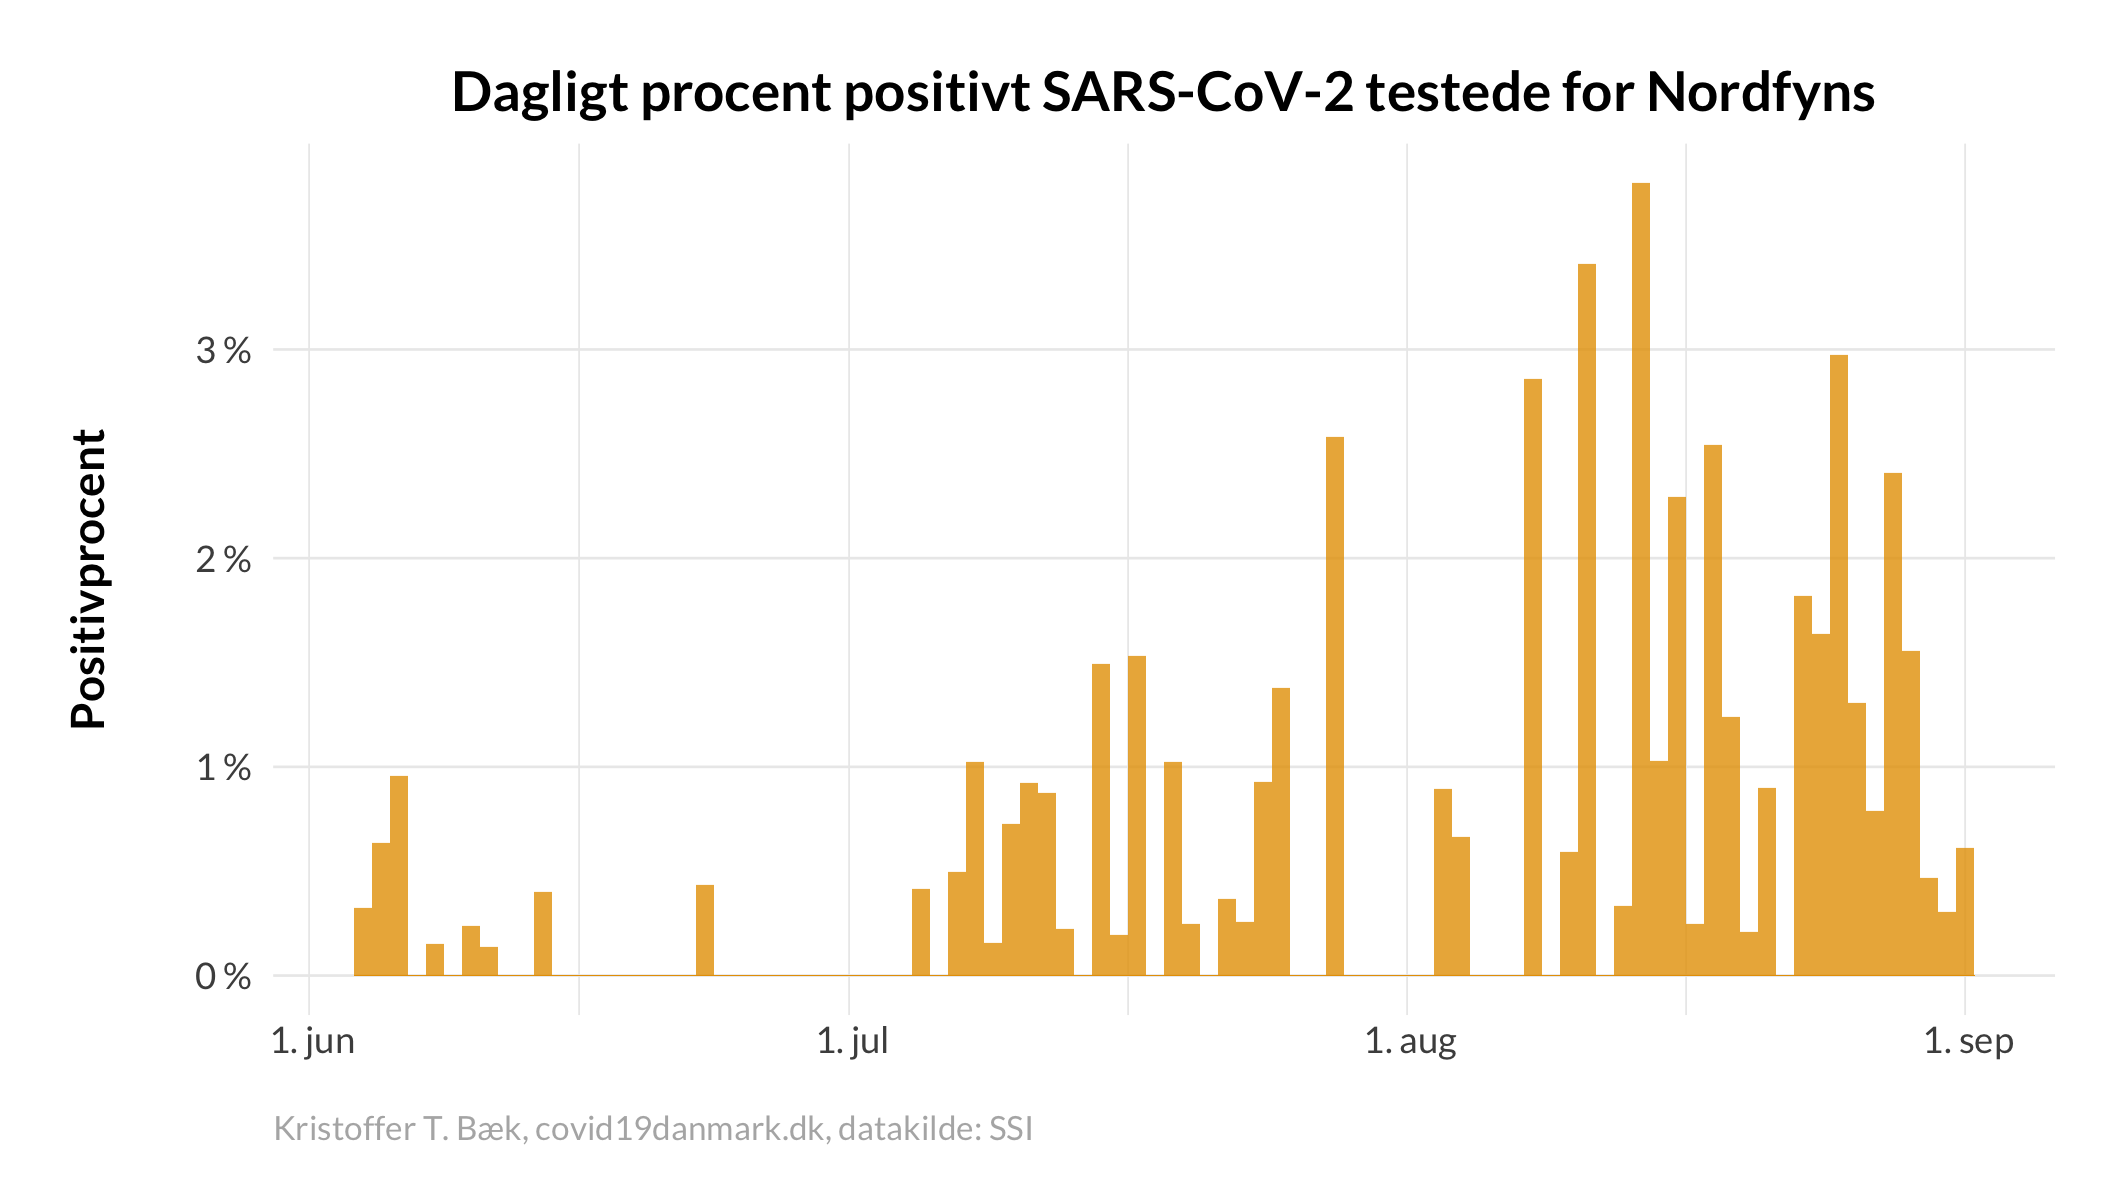 Dagligt procent positivt SARS-CoV-2 testede for Nordfyns
Positivprocent
3 %
2 %
1 %
0 %
1. jun
1. jul
1. aug
1. sep
Kristoffer T. Bæk, covid19danmark.dk, datakilde: SSI